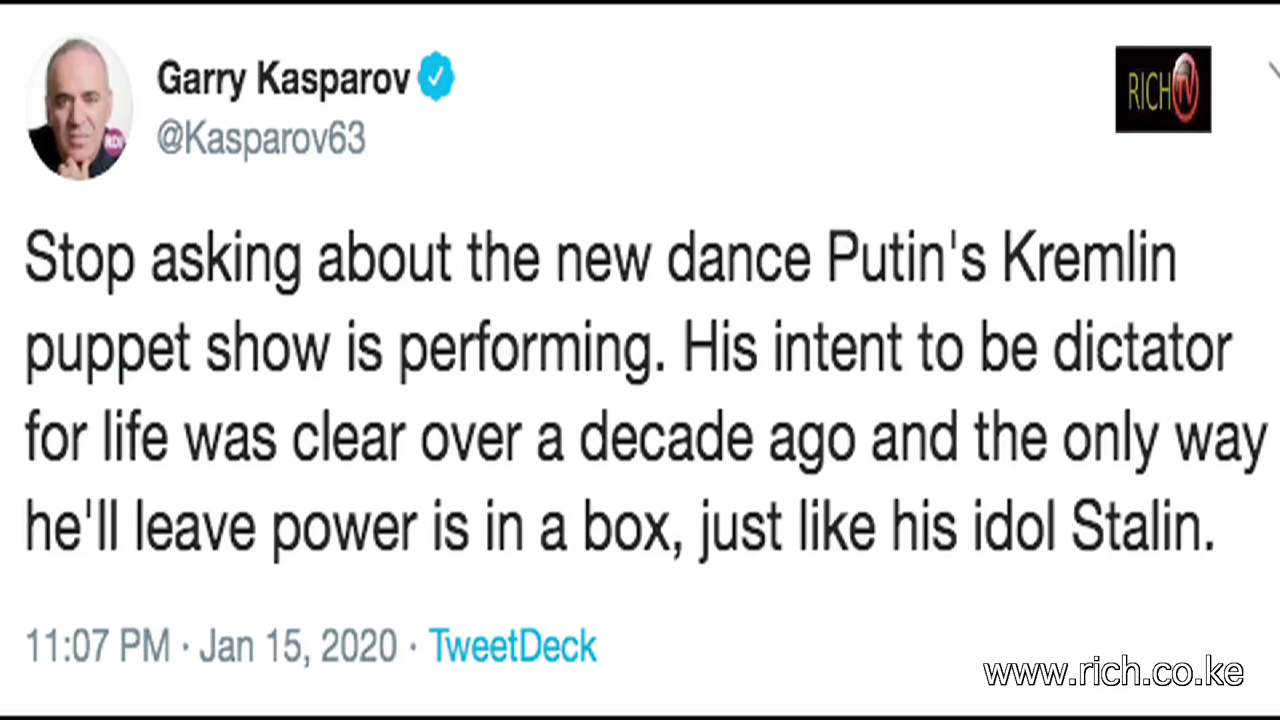 Garry Kasparov
@Kasparov63
RICH TV
Stop asking about the new dance Putin's Kremlin
puppet show is performing. His intent to be dictator
for life was clear over a decade ago and the only way
he'll leave power is in a box, just like his idol Stalin.
11:07 PM · Jan 15, 2020 · TweetDeck
www.rich.co.ke